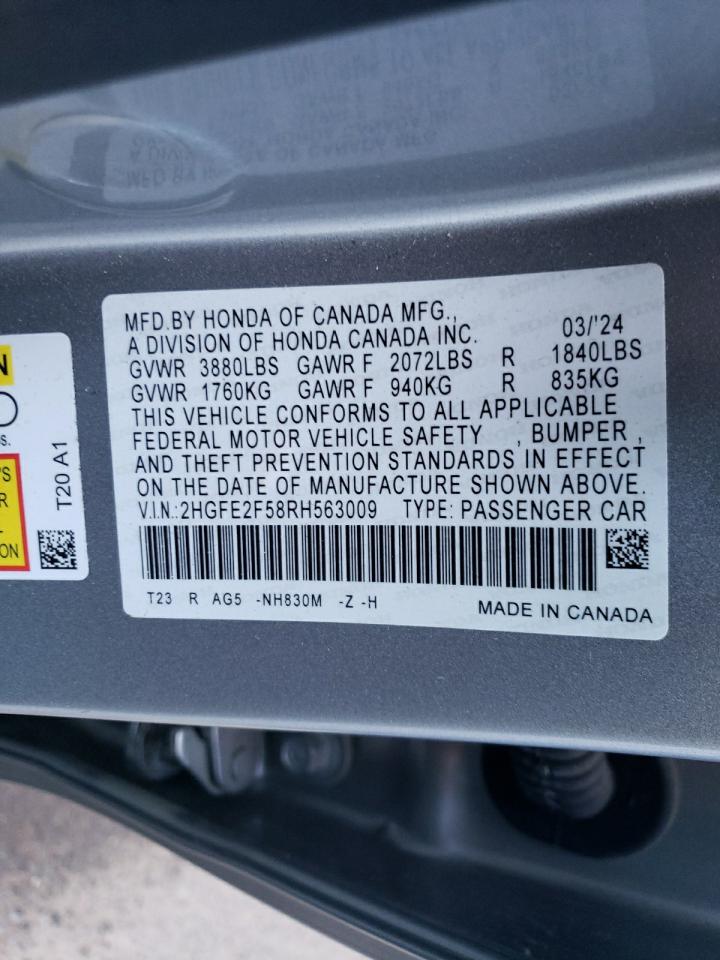 MFD.BY HONDA OF CANADA MFG.,
A DIVISION OF HONDA CANADA INC. 03/'24
GVWR 3880LBS GAWR F 2072LBS R 1840LBS
GVWR 1760KG GAWR F 940KG R 835KG
THIS VEHICLE CONFORMS TO ALL APPLICABLE
FEDERAL MOTOR VEHICLE SAFETY , BUMPER ,
AND THEFT PREVENTION STANDARDS IN EFFECT
ON THE DATE OF MANUFACTURE SHOWN ABOVE.
V.I.N.:2HGFE2F58RH563009 TYPE: PASSENGER CAR
T23 R AG5 -NH830M -Z -H
MADE IN CANADA
T20 A1